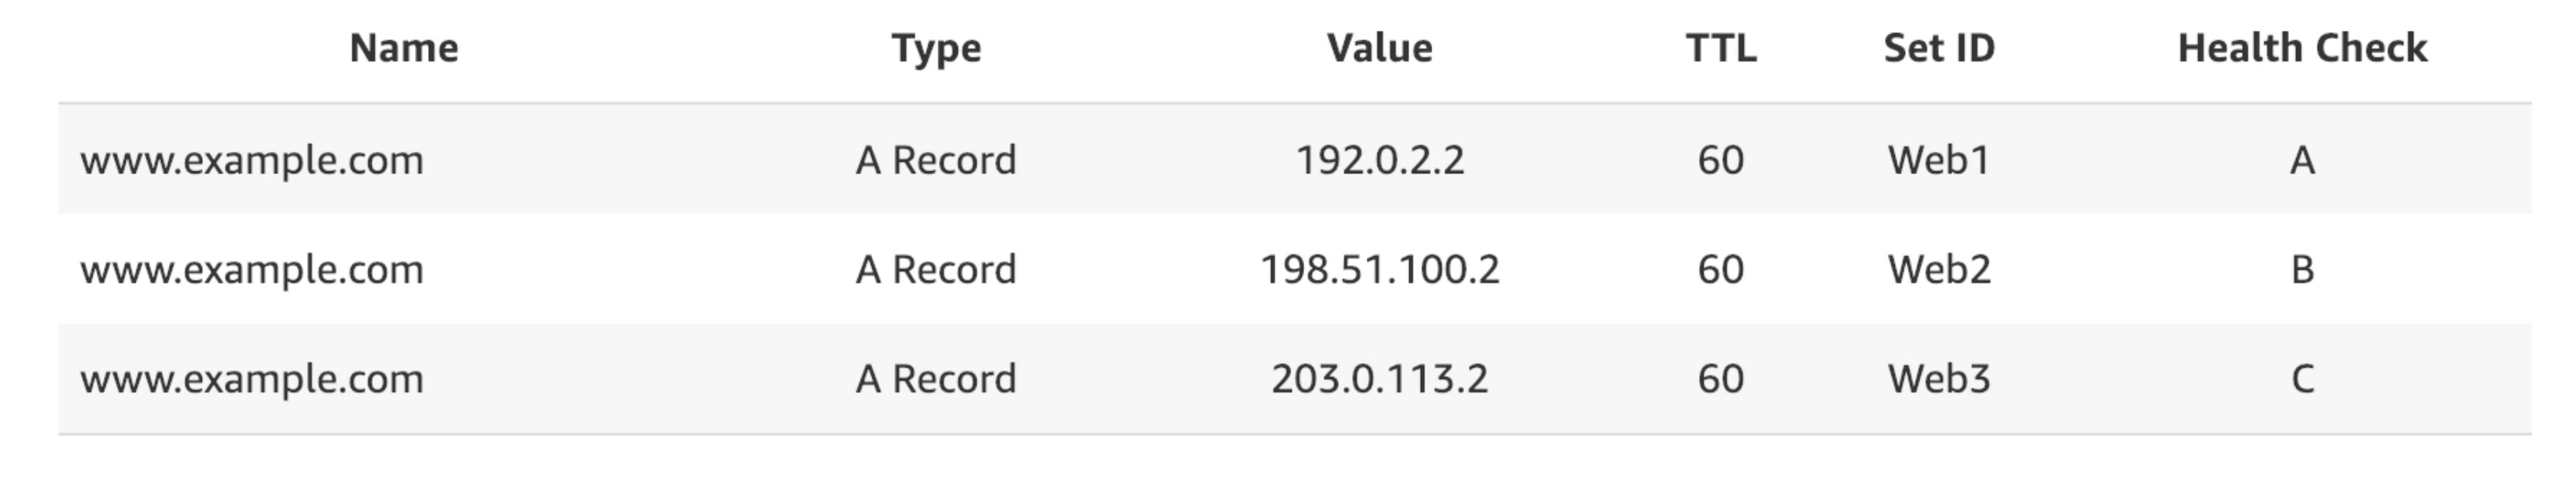 Name Type Value TTL Set ID Health Check
www.example.com A Record 192.0.2.2 60 Web1 A
www.example.com A Record 198.51.100.2 60 Web2 B
www.example.com A Record 203.0.113.2 60 Web3 C